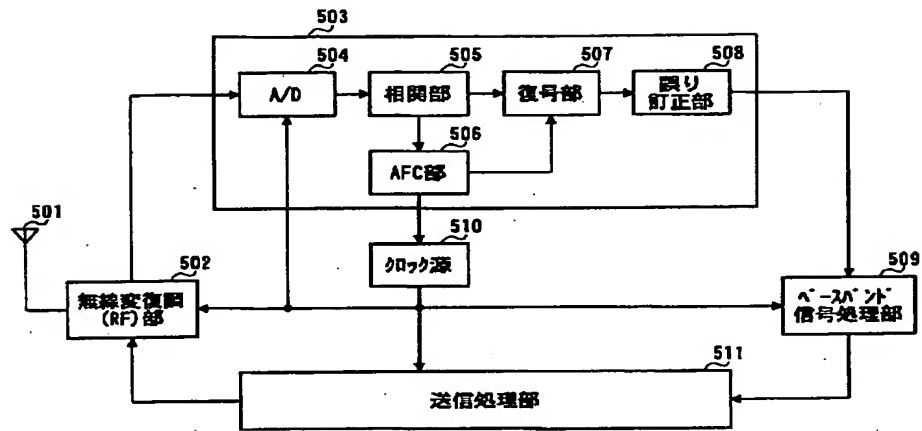 503
504
A/D
505
相関部
507
復号部
508
誤り
訂正部
506
AFC部
501
510
クロック源
502
無線変復調
(RF)部
509
ベースバンド
信号処理部
511
送信処理部